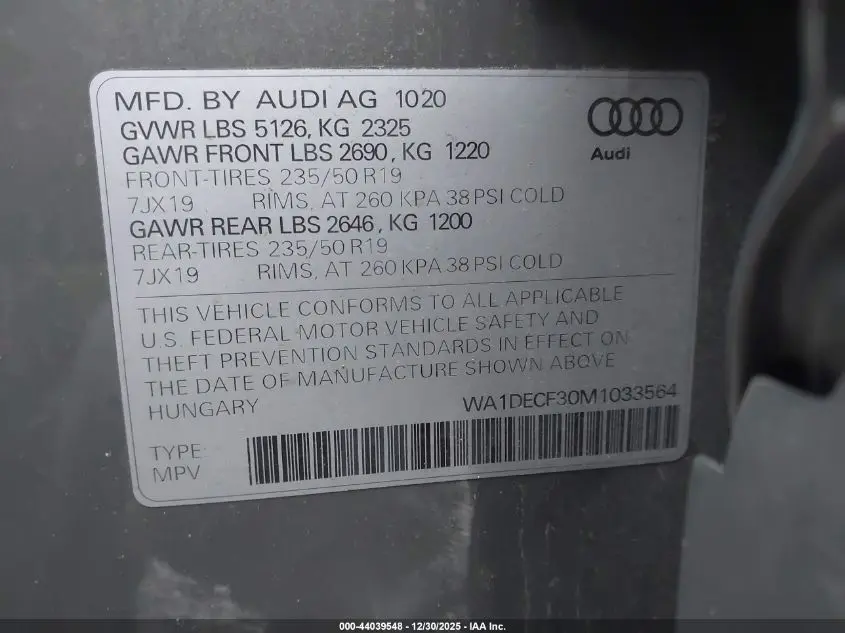 MFD. BY AUDI AG 1020
GVWR LBS 5126, KG 2325
GAWR FRONT LBS 2690, KG 1220
FRONT-TIRES 235/50 R19
7JX19 RIMS, AT 260 KPA 38 PSI COLD
GAWR REAR LBS 2646, KG 1200
REAR-TIRES 235/50 R19
7JX19 RIMS, AT 260 KPA 38 PSI COLD
Audi
THIS VEHICLE CONFORMS TO ALL APPLICABLE
U.S. FEDERAL MOTOR VEHICLE SAFETY AND
THEFT PREVENTION STANDARDS IN EFFECT ON
THE DATE OF MANUFACTURE SHOWN ABOVE
HUNGARY WA1DECF30M1033564
TYPE:
MPV
000-44039548 - 12/30/2025 - IAA Inc.